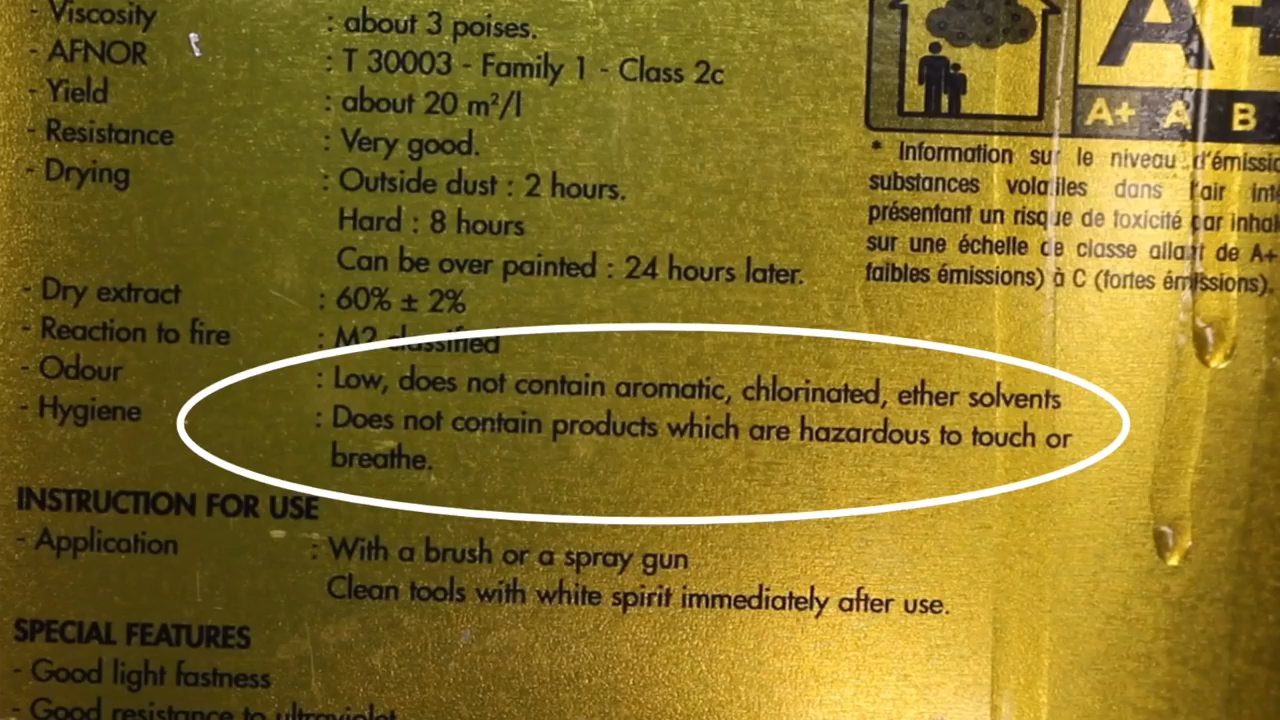 - Viscosity : about 3 poises.
- AFNOR : T 30003 - Family 1 - Class 2c
- Yield : about 20 m²/l
- Resistance : Very good.
- Drying : Outside dust : 2 hours.
Hard : 8 hours
Can be over painted : 24 hours later.
- Dry extract : 60% ± 2%
- Reaction to fire : M2 classified
- Odour : Low, does not contain aromatic, chlorinated, ether solvents
- Hygiene : Does not contain products which are hazardous to touch or
breathe.
INSTRUCTION FOR USE
- Application : With a brush or a spray gun
Clean tools with white spirit immediately after use.
SPECIAL FEATURES
- Good light fastness
- Good resistance to ultraviolet
A+
A+ A B
* Information sur le niveau d'émissio
substances volatiles dans l'air inté
présentant un risque de toxicité par inhal
sur une échelle de classe allant de A+
faibles émissions) à C (fortes émissions).